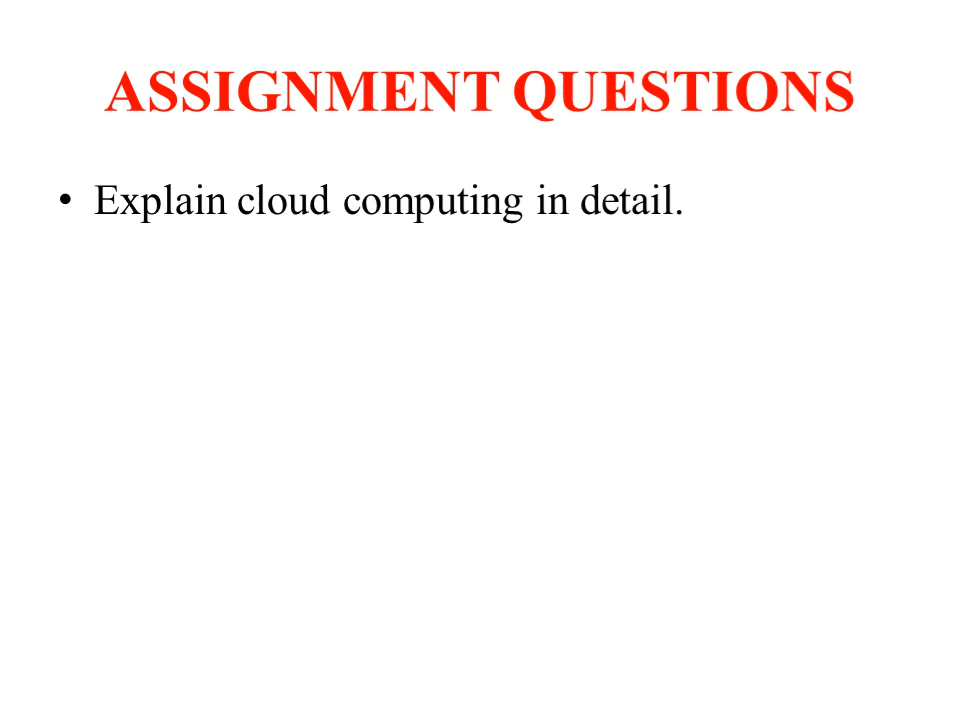 ASSIGNMENT QUESTIONS
• Explain cloud computing in detail.